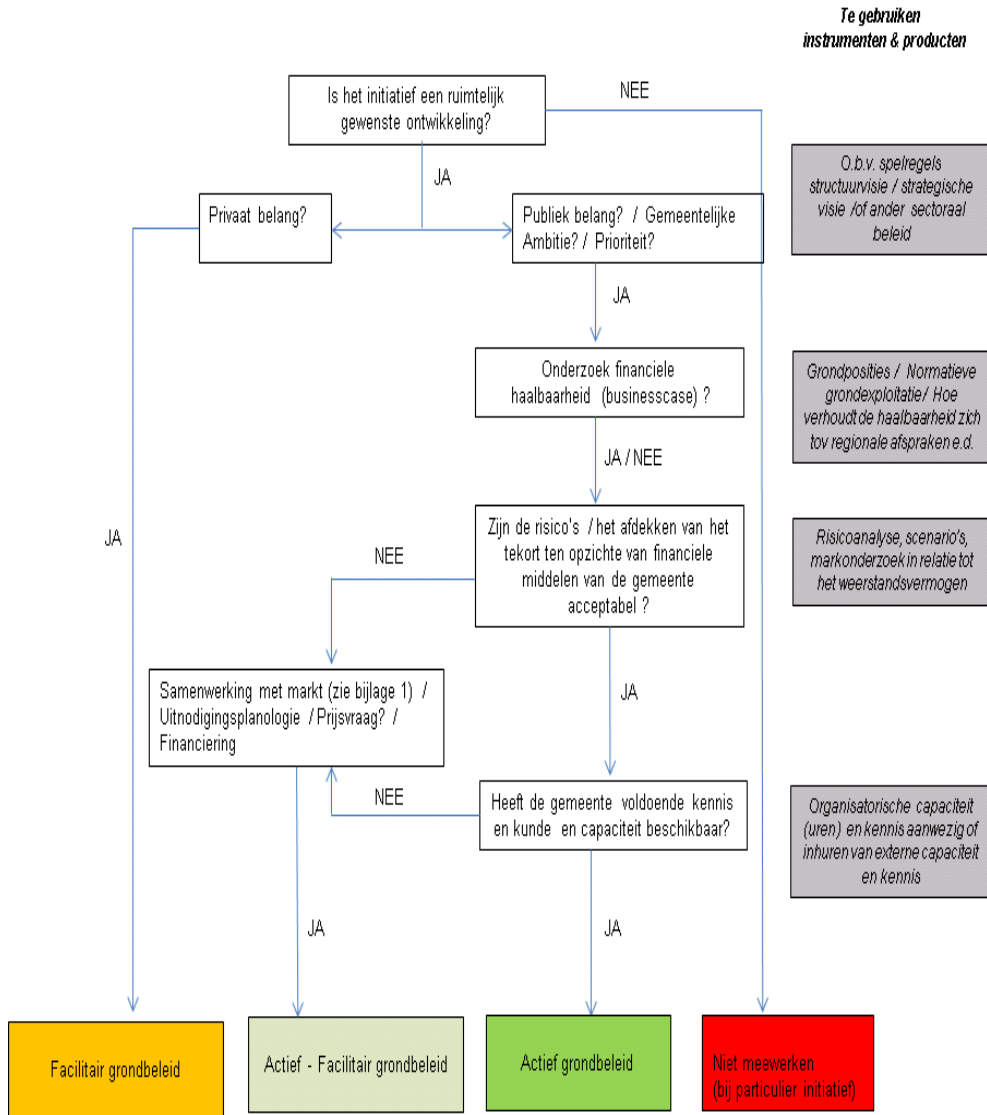 Te gebruiken
instrumenten & producten
Is het initiatief een ruimtelijk
gewenste ontwikkeling?
NEE
JA
O.b.v. spelregels
structuurvisie / strategische
visie /of ander sectoraal
beleid
Privaat belang?
Publiek belang? / Gemeentelijke
Ambitie? / Prioriteit?
JA
Onderzoek financiele
haalbaarheid (businesscase) ?
Grondposities / Normatieve
grondexploitatie/ Hoe
verhoudt de haalbaarheid zich
tov regionale afspraken e.d.
JA / NEE
JA
Zijn de risico's / het afdekken van het
tekort ten opzichte van financiele
middelen van de gemeente
acceptabel ?
NEE
Risicoanalyse, scenario's,
markonderzoek in relatie tot
het weerstandsvermogen
JA
Samenwerking met markt (zie bijlage 1) /
Uitnodigingsplanologie / Prijsvraag? /
Financiering
NEE
Heeft de gemeente voldoende kennis
en kunde en capaciteit beschikbaar?
Organisatorische capaciteit
(uren) en kennis aanwezig of
inhuren van externe capaciteit
en kennis
JA
JA
Facilitair grondbeleid
Actief - Facilitair grondbeleid
Actief grondbeleid
Niet meewerken
(bij particulier initiatief)